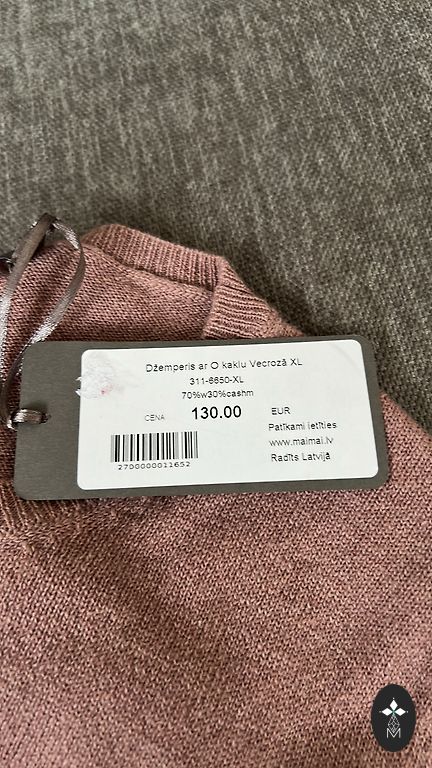 Džemperis ar O kaklu Vecrozā XL
311-6650-XL
70%w30%cashm
CENA 130.00 EUR
Patīkami ietīties
www.maimai.lv
Radīts Latvijā
2700000011652
M